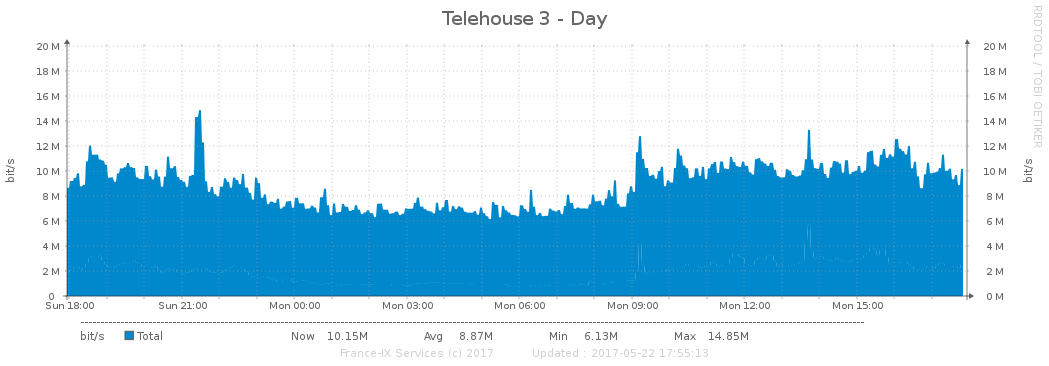 Telehouse 3 - Day
RRDTOOL / TOBI OETIKER
bit/s
bit/s
20 M 20 M
18 M 18 M
16 M 16 M
14 M 14 M
12 M 12 M
10 M 10 M
8 M 8 M
6 M 6 M
4 M 4 M
2 M 2 M
0 0 M
Sun 18:00 Sun 21:00 Mon 00:00 Mon 03:00 Mon 06:00 Mon 09:00 Mon 12:00 Mon 15:00
bit/s Total Now 10.15M Avg 8.87M Min 6.13M Max 14.85M
France-IX Services (c) 2017 Updated : 2017-05-22 17:55:13